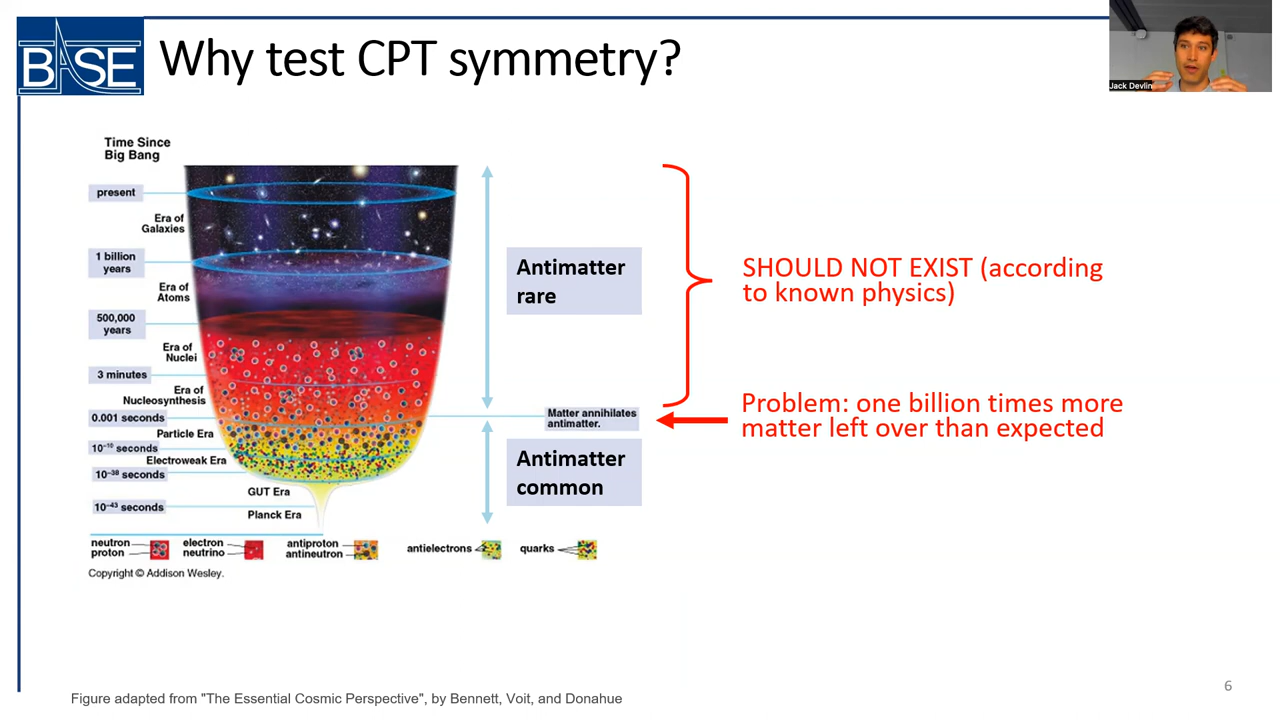 BASE
Why test CPT symmetry?
Jack Devlin
Time Since
Big Bang
present
Era of
Galaxies
1 billion
years
Era of
Atoms
500,000
years
Era of
Nuclei
3 minutes
Era of
Nucleosynthesis
0.001 seconds
Particle Era
10⁻¹⁰ seconds
Electroweak Era
10⁻³⁸ seconds
GUT Era
10⁻⁴³ seconds
Planck Era
Antimatter
rare
Matter annihilates
antimatter.
Antimatter
common
SHOULD NOT EXIST (according
to known physics)
Problem: one billion times more
matter left over than expected
neutron
proton
electron
neutrino
antiproton
antineutron
antielectrons
quarks
Copyright © Addison Wesley.
Figure adapted from "The Essential Cosmic Perspective", by Bennett, Voit, and Donahue
6